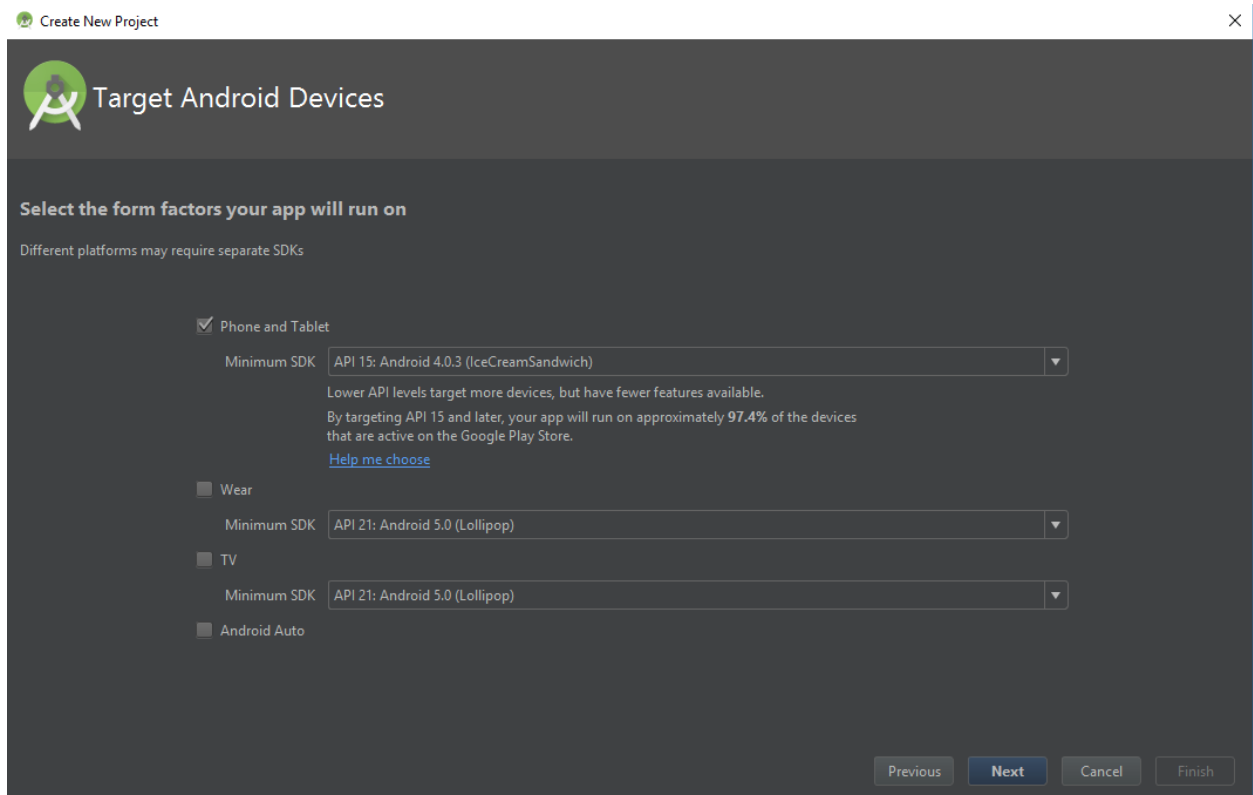 Create New Project
Target Android Devices
Select the form factors your app will run on
Different platforms may require separate SDKs
Phone and Tablet
Minimum SDK API 15: Android 4.0.3 (IceCreamSandwich)
Lower API levels target more devices, but have fewer features available.
By targeting API 15 and later, your app will run on approximately 97.4% of the devices
that are active on the Google Play Store.
Help me choose
Wear
Minimum SDK API 21: Android 5.0 (Lollipop)
TV
Minimum SDK API 21: Android 5.0 (Lollipop)
Android Auto
Previous Next Cancel Finish